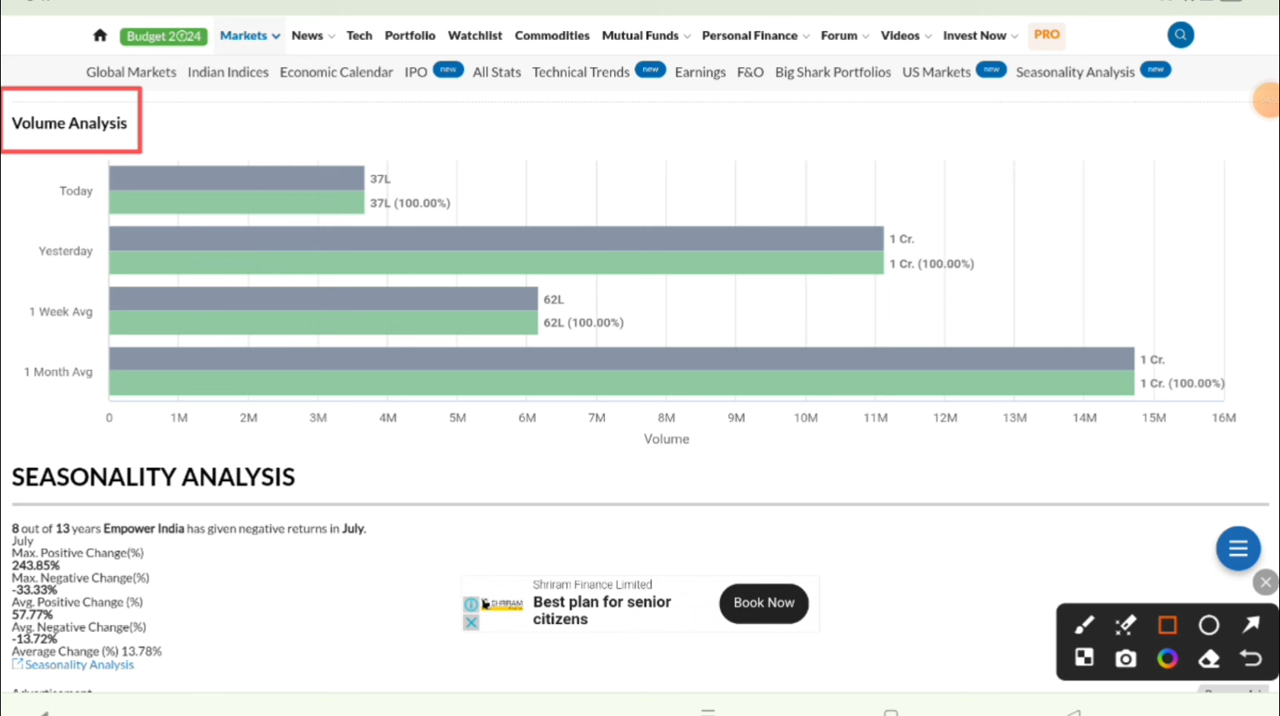 Budget 2024 Markets News Tech Portfolio Watchlist Commodities Mutual Funds Personal Finance Forum Videos Invest Now PRO
Global Markets Indian Indices Economic Calendar IPO new All Stats Technical Trends new Earnings F&O Big Shark Portfolios US Markets new Seasonality Analysis new
Volume Analysis
Today
37L
37L (100.00%)
Yesterday
1 Cr.
1 Cr. (100.00%)
1 Week Avg
62L
62L (100.00%)
1 Month Avg
1 Cr.
1 Cr. (100.00%)
0 1M 2M 3M 4M 5M 6M 7M 8M 9M 10M 11M 12M 13M 14M 15M 16M
Volume
SEASONALITY ANALYSIS
8 out of 13 years Empower India has given negative returns in July.
July
Max. Positive Change(%)
243.85%
Max. Negative Change(%)
-33.33%
Avg. Positive Change (%)
57.77%
Avg. Negative Change(%)
-13.72%
Average Change (%) 13.78%
Seasonality Analysis
Shriram Finance Limited
SHRIRAM
Best plan for senior
citizens
Book Now